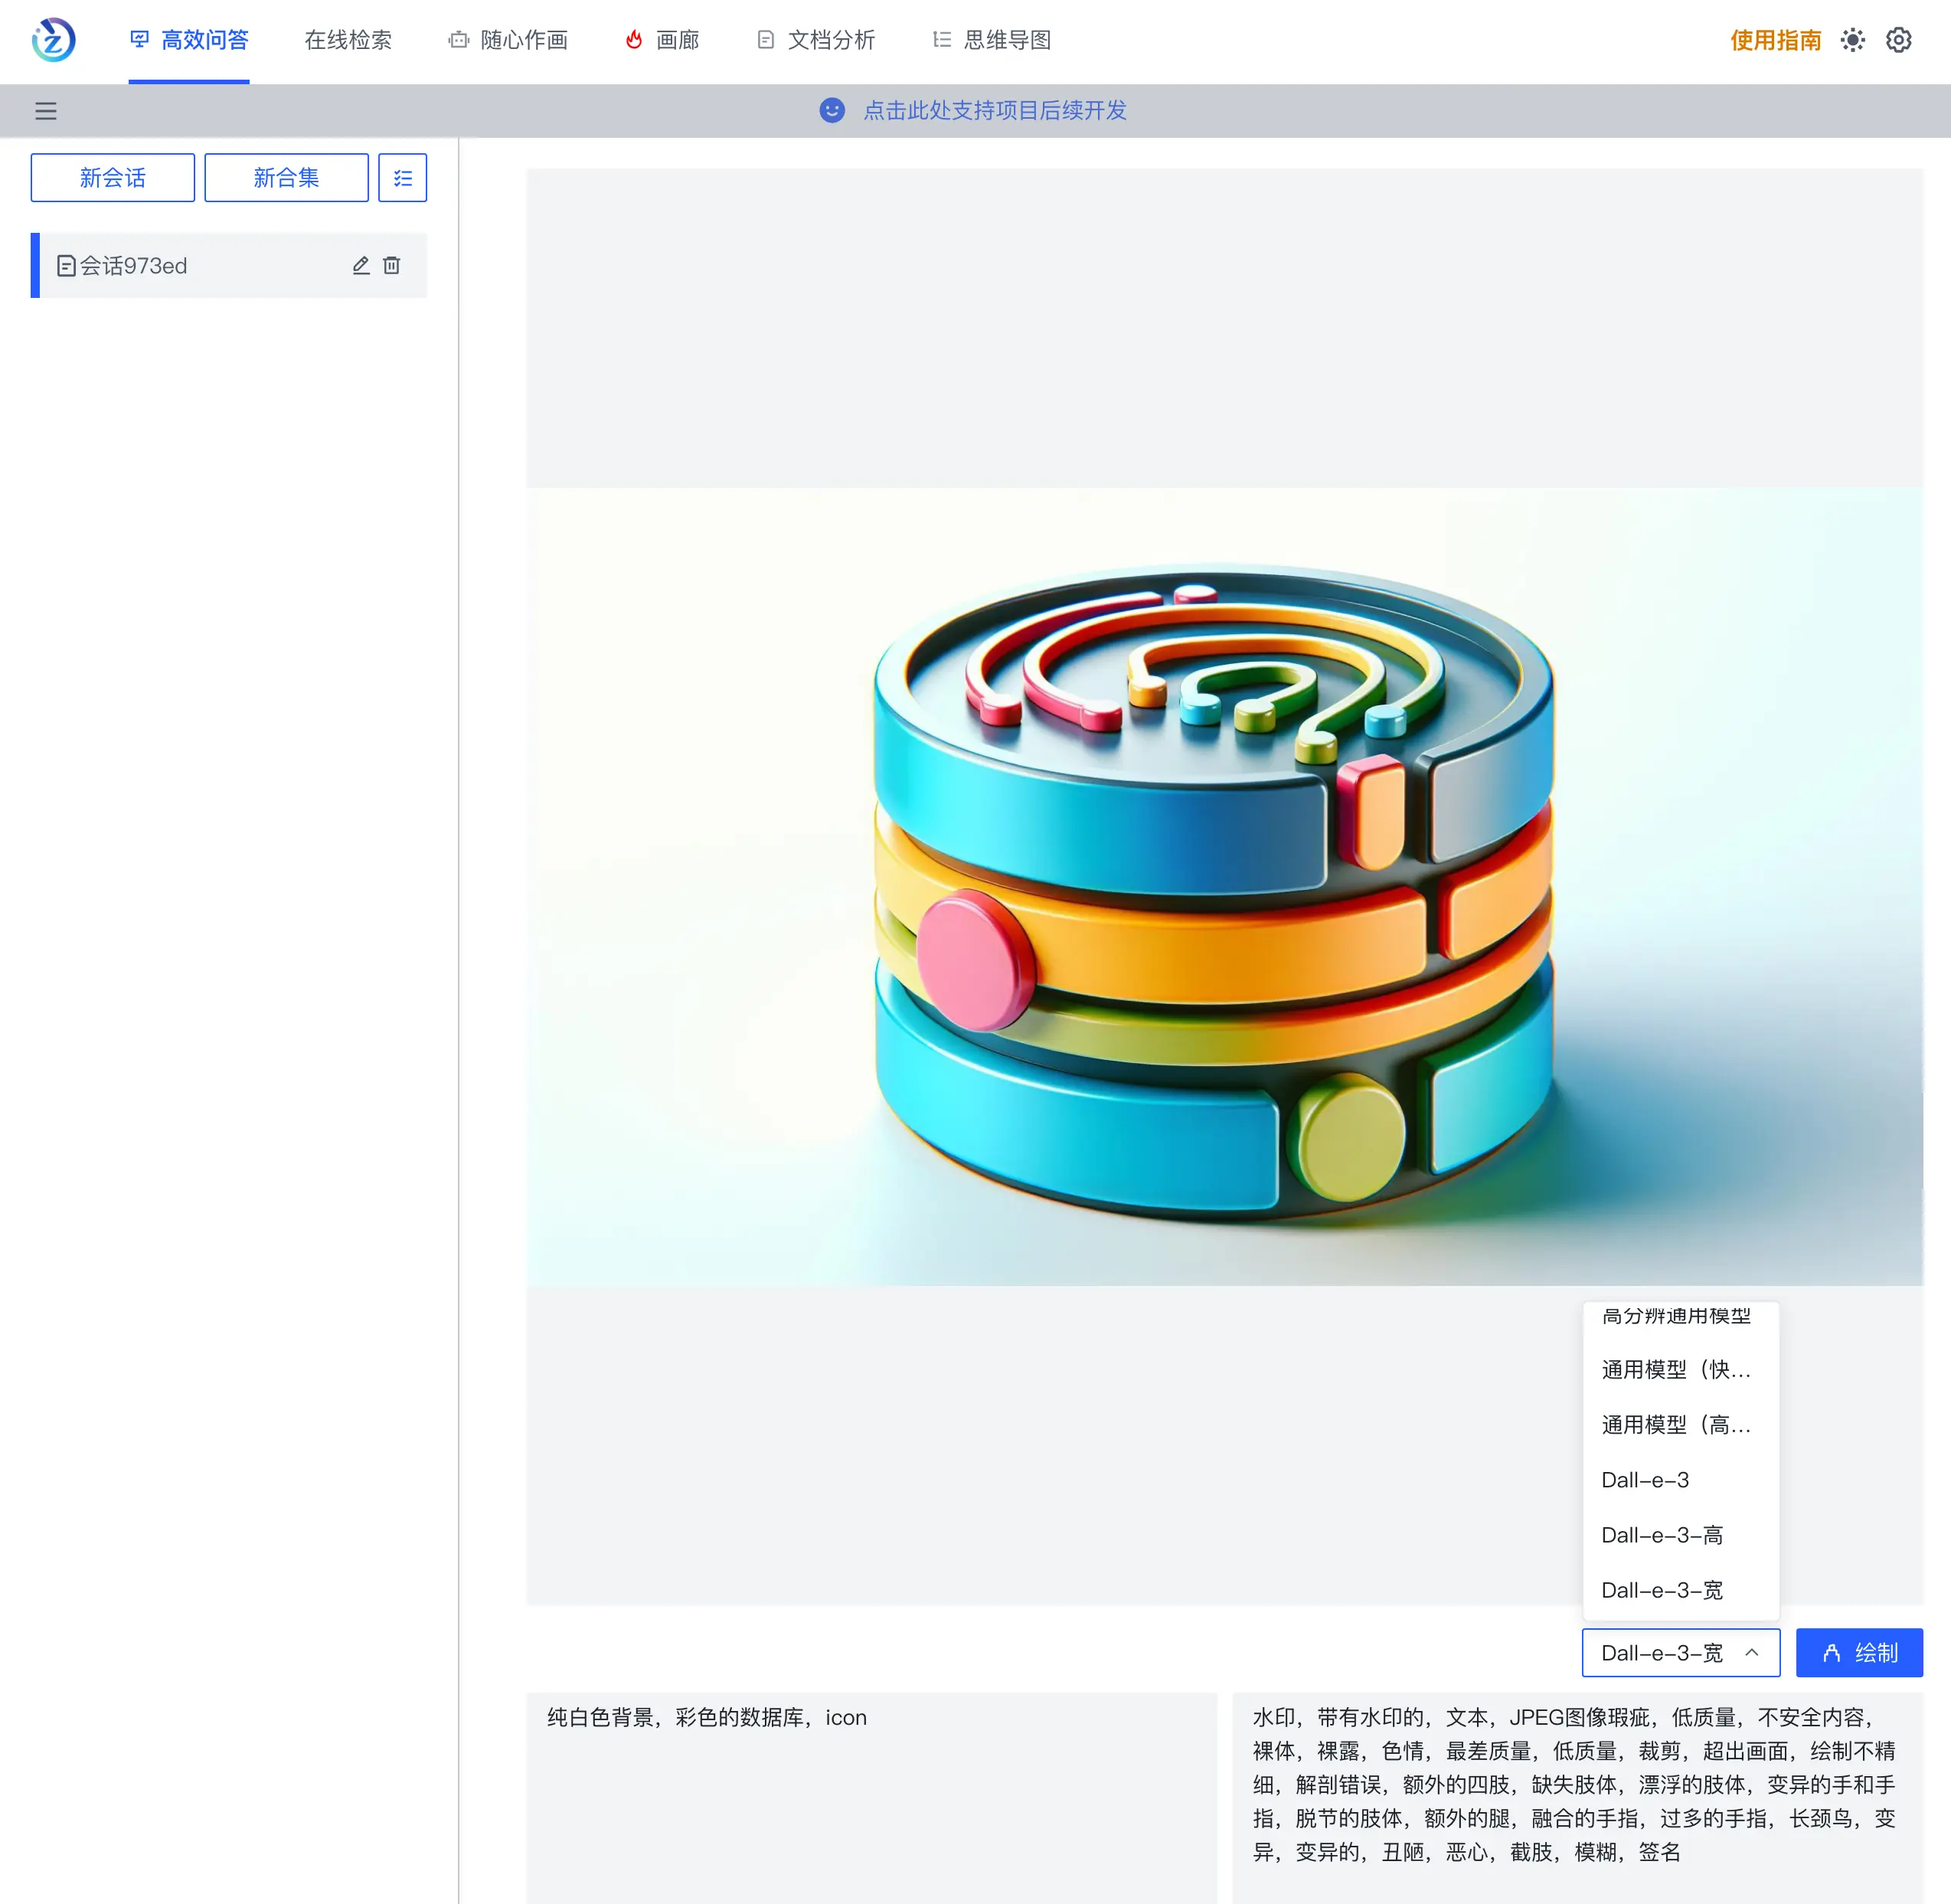 高效问答
在线检索
随心作画
画廊
文档分析
思维导图
使用指南
点击此处支持项目后续开发
新会话
新合集
会话973ed
高分辨通用模型
通用模型（快...
通用模型（高...
Dall-e-3
Dall-e-3-高
Dall-e-3-宽
Dall-e-3-宽
绘制
纯白色背景，彩色的数据库，icon
水印，带有水印的，文本，JPEG图像瑕疵，低质量，不安全内容，
裸体，裸露，色情，最差质量，低质量，裁剪，超出画面，绘制不精
细，解剖错误，额外的四肢，缺失肢体，漂浮的肢体，变异的手和手
指，脱节的肢体，额外的腿，融合的手指，过多的手指，长颈鸟，变
异，变异的，丑陋，恶心，截肢，模糊，签名